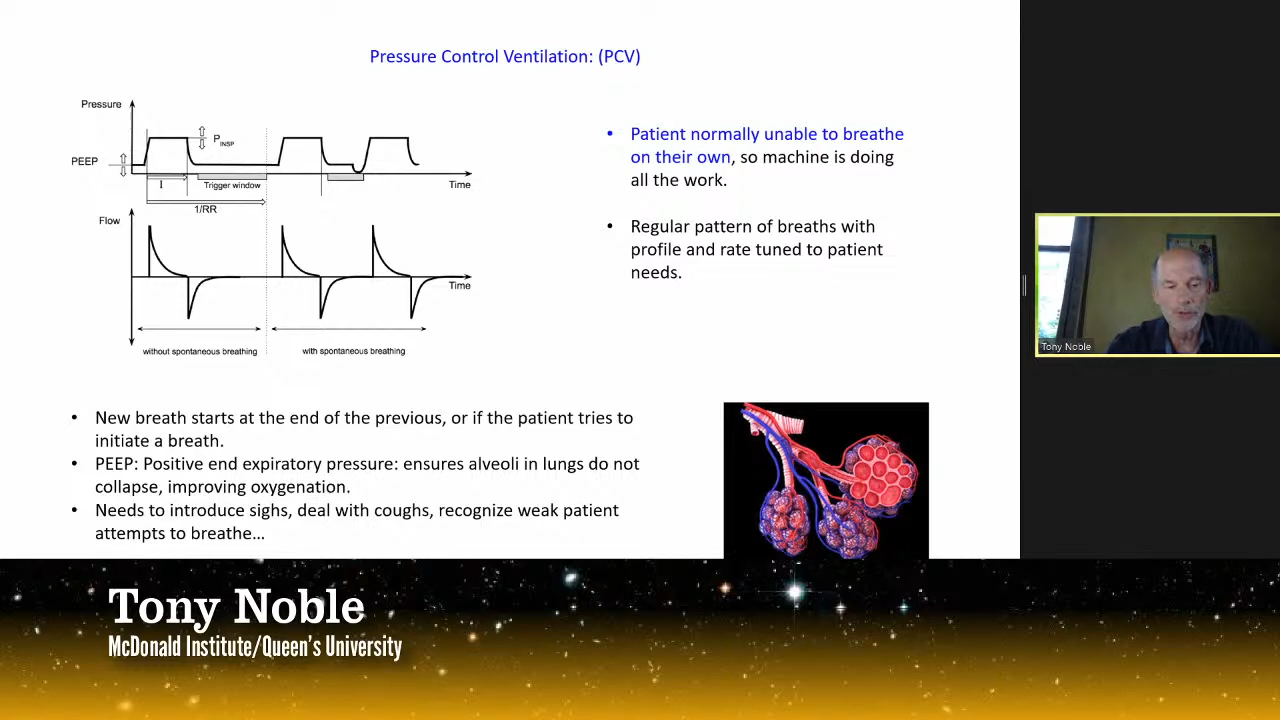 Pressure Control Ventilation: (PCV)
Pressure
PINSP
PEEP
I
Trigger window
Time
1/RR
Flow
Time
without spontaneous breathing
with spontaneous breathing
• Patient normally unable to breathe
on their own, so machine is doing
all the work.
• Regular pattern of breaths with
profile and rate tuned to patient
needs.
• New breath starts at the end of the previous, or if the patient tries to
initiate a breath.
• PEEP: Positive end expiratory pressure: ensures alveoli in lungs do not
collapse, improving oxygenation.
• Needs to introduce sighs, deal with coughs, recognize weak patient
attempts to breathe…
Tony Noble
Tony Noble
McDonald Institute/Queen's University